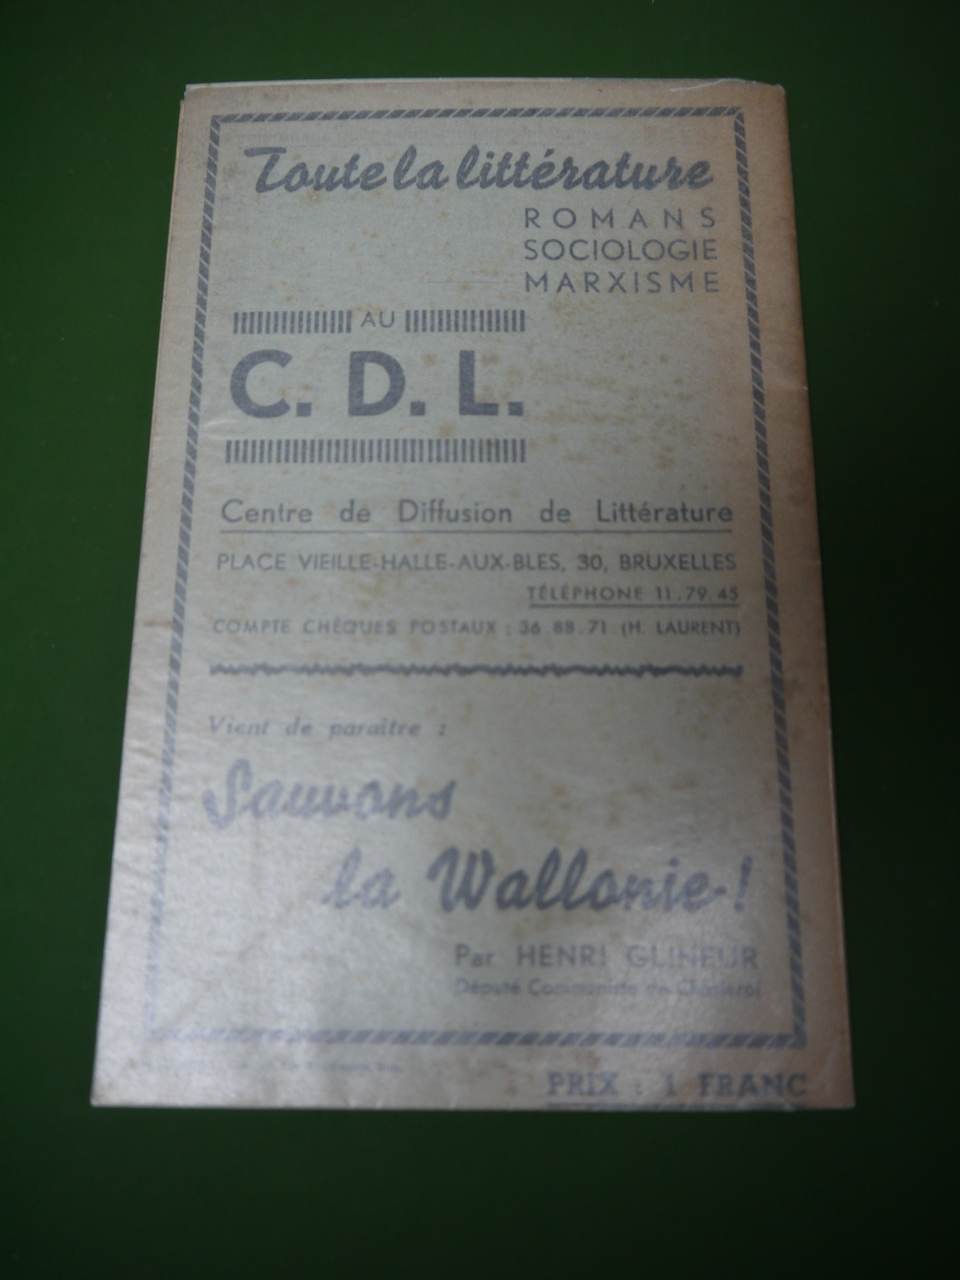 Toute la littérature
ROMANS
SOCIOLOGIE
MARXISME
AU
C. D. L.
Centre de Diffusion de Littérature
PLACE VIEILLE-HALLE-AUX-BLES, 30, BRUXELLES
TÉLÉPHONE 11.79.45
COMPTE CHÈQUES POSTAUX : 36.88.71 (H. LAURENT)
Vient de paraître :
Sauvons
la Wallonie !
Par HENRI GLINEUR
Député Communiste de Charleroi
PRIX : 1 FRANC